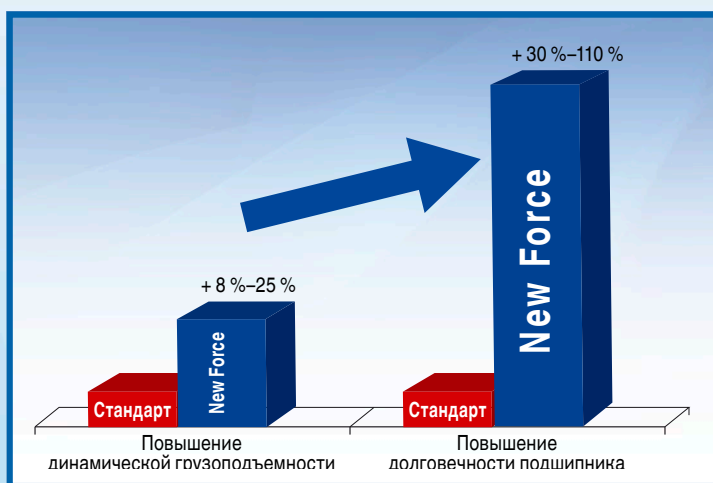 + 30 %–110 %
New Force
+ 8 %–25 %
New Force
Стандарт
Стандарт
Повышение
динамической грузоподъемности
Повышение
долговечности подшипника